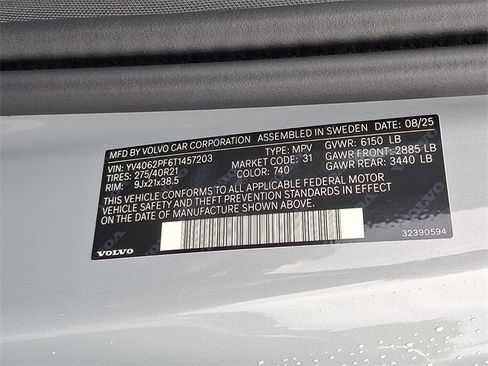 MFD BY VOLVO CAR CORPORATION ASSEMBLED IN SWEDEN DATE: 08/25
VIN: YV4062PF6T1457203 TYPE: MPV GVWR: 6150 LB
TIRES: 275/40R21 MARKET: 31 GAWR FRONT: 2885 LB
RIM: 9Jx21x38.5 COLOR: 740 GAWR REAR: 3440 LB
THIS VEHICLE CONFORMS TO ALL APPLICABLE FEDERAL MOTOR
VEHICLE SAFETY AND THEFT PREVENTION STANDARDS IN EFFECT
ON THE DATE OF MANUFACTURE SHOWN ABOVE.
VOLVO 32390594